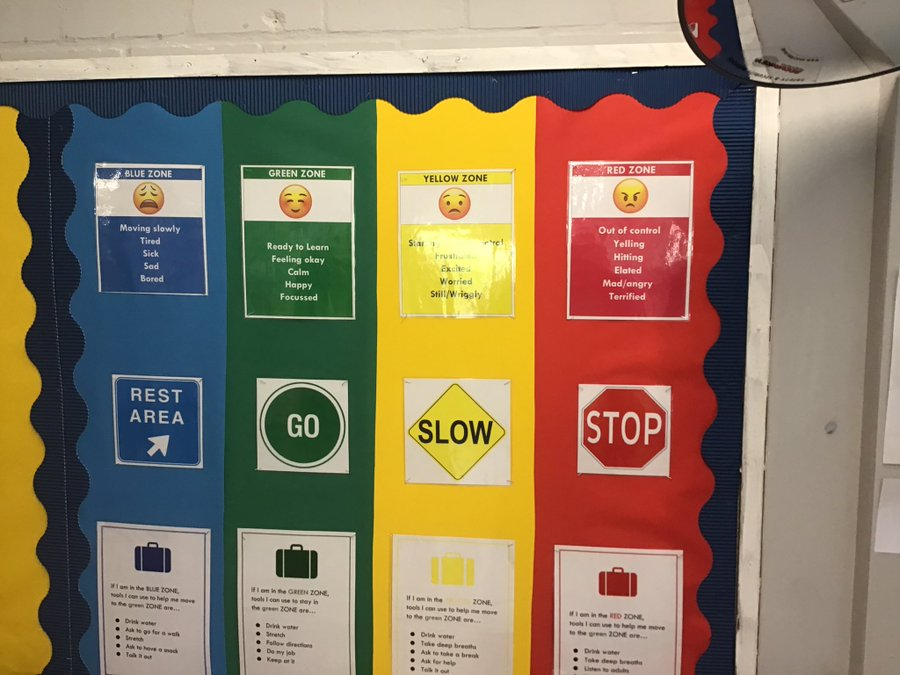 BLUE ZONE
Moving slowly
Tired
Sick
Sad
Bored
REST
AREA
If I am in the BLUE ZONE,
tools I can use to help me move
to the green ZONE are...
Drink water
Ask to go for a walk
Stretch
Ask to have a snack
Talk it out
GREEN ZONE
Ready to Learn
Feeling okay
Calm
Happy
Focussed
GO
If I am in the GREEN ZONE,
tools I can use to stay in
the green ZONE are...
Drink water
Stretch
Follow directions
Do my job
Keep at it
YELLOW ZONE
Excited
Worried
Still/Wriggly
SLOW
If I am in the YELLOW ZONE,
tools I can use to help me move
to the green ZONE are...
Drink water
Take deep breaths
Ask to take a break
Ask for help
Talk it out
RED ZONE
Out of control
Yelling
Hitting
Elated
Mad/angry
Terrified
STOP
If I am in the RED ZONE,
tools I can use to help me move
to the green ZONE are...
Drink water
Take deep breaths
Listen to adults